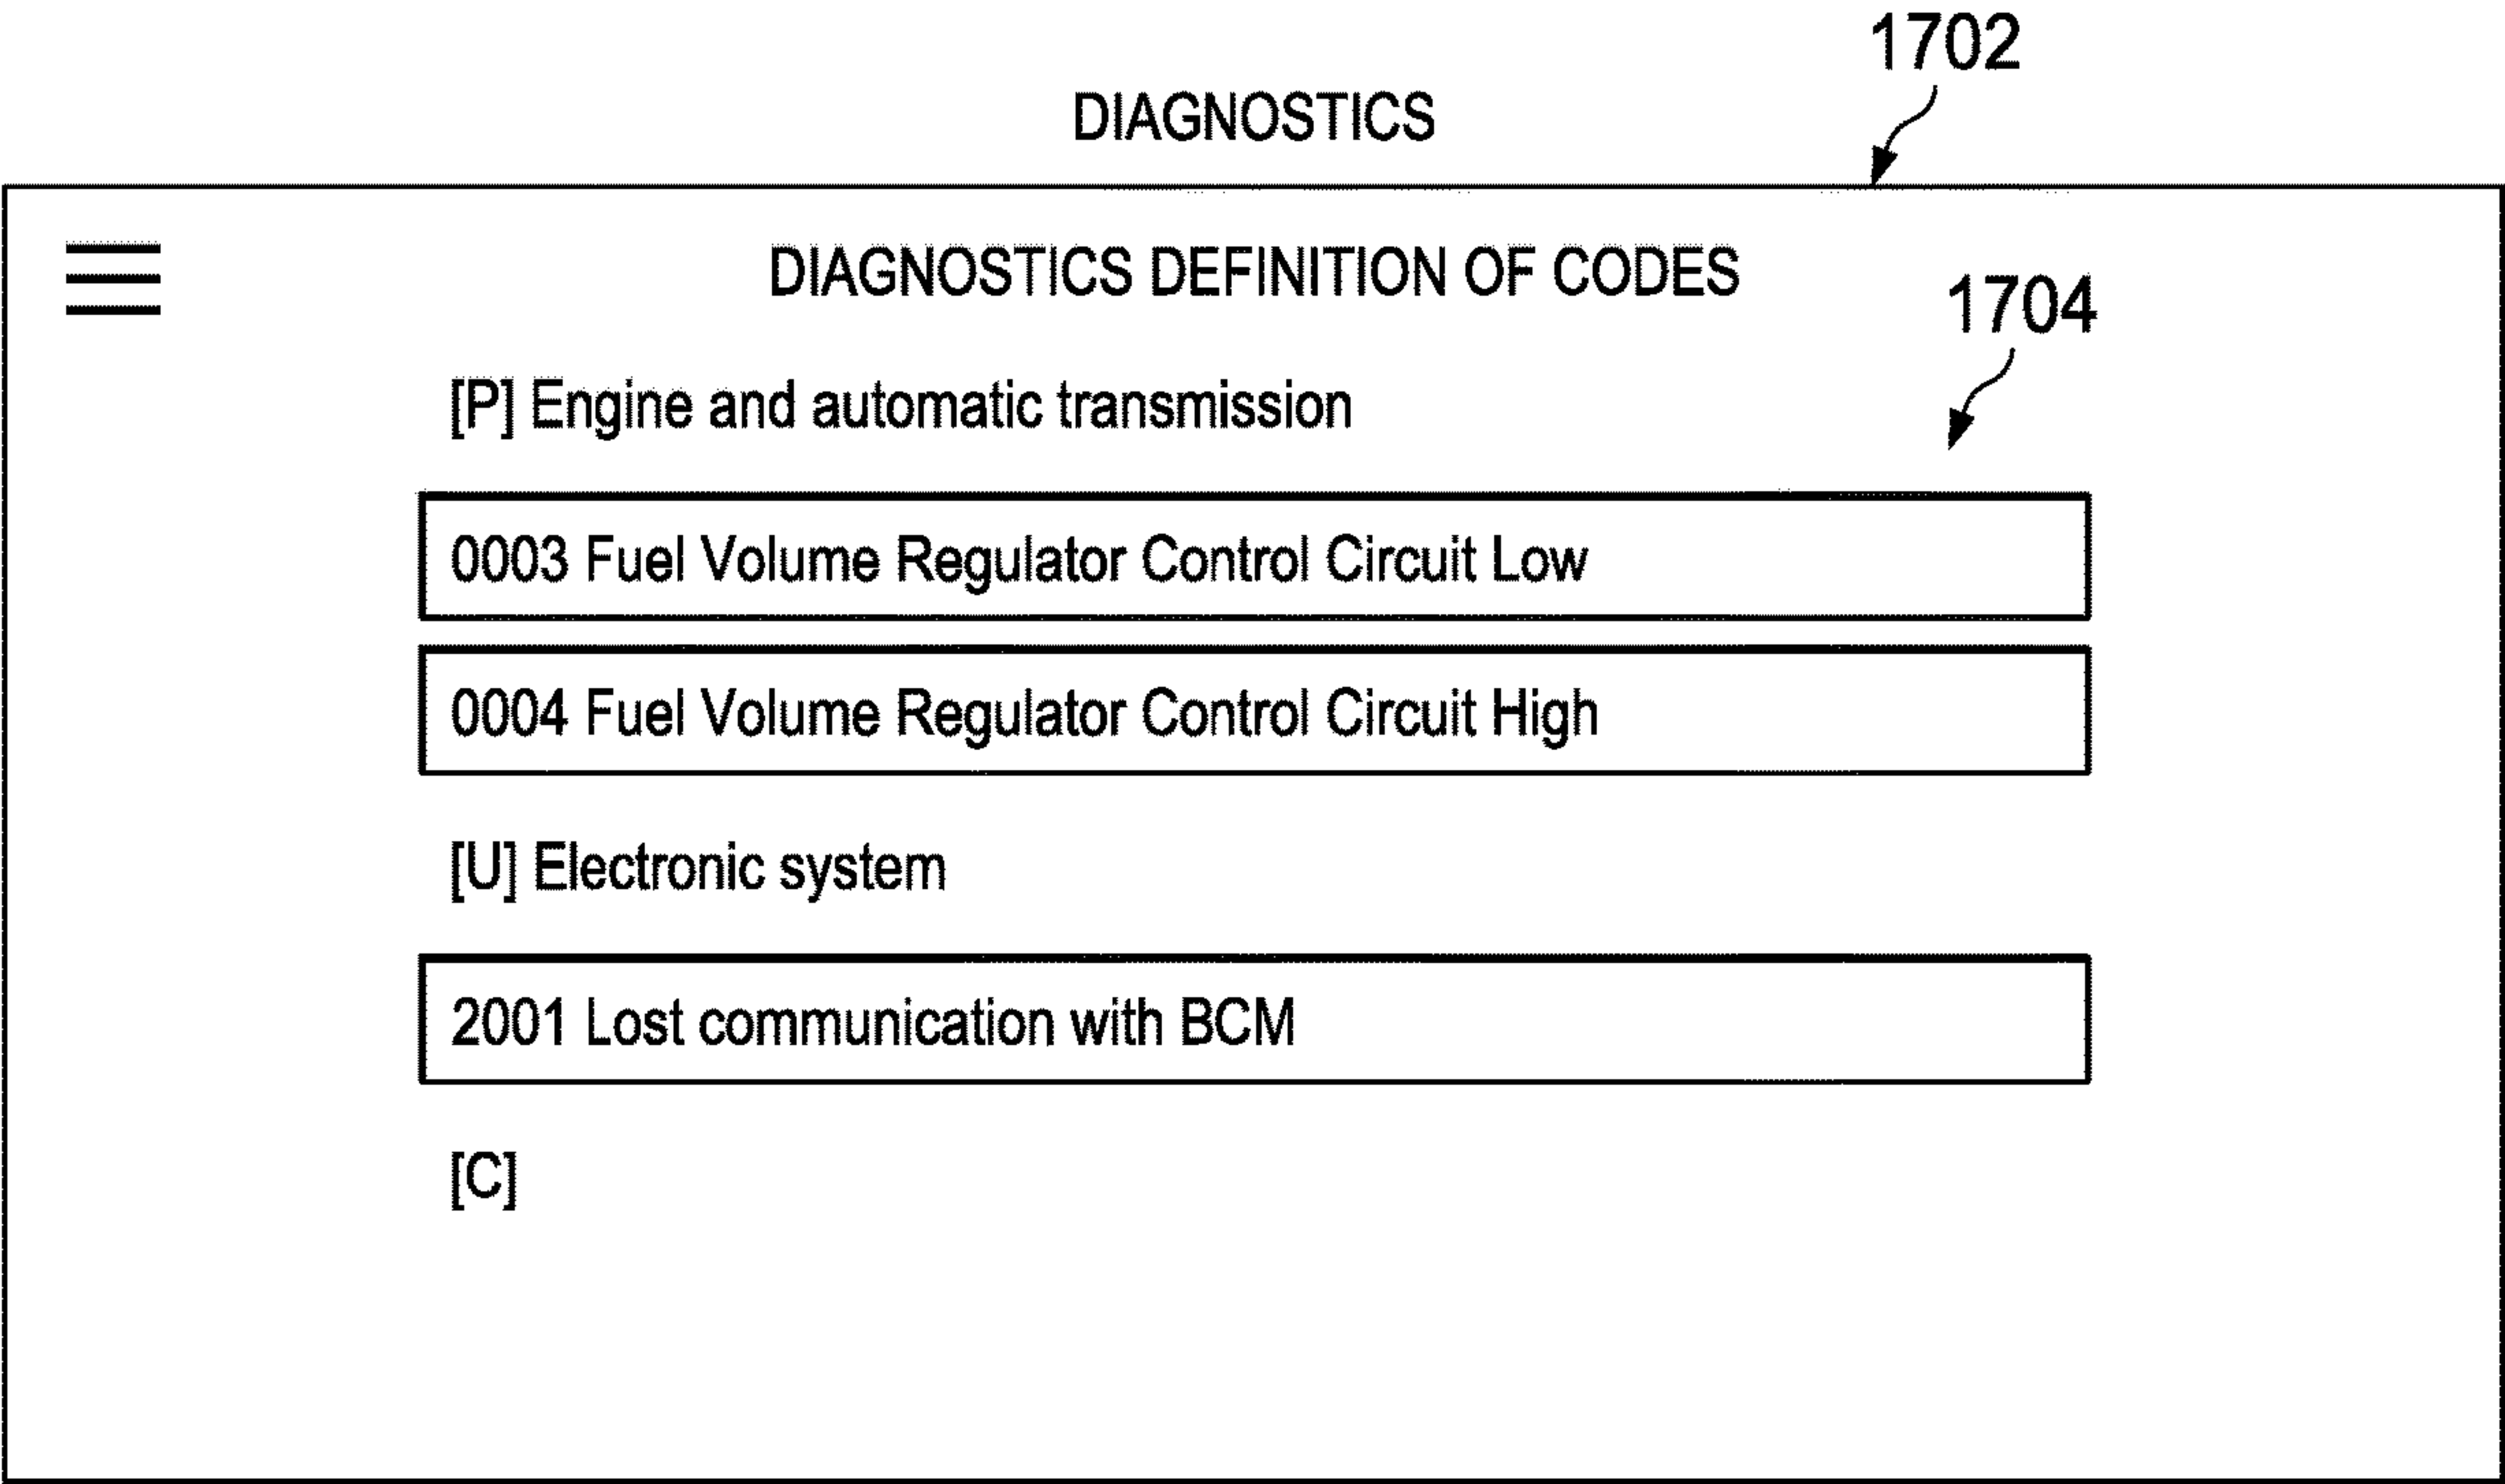 1702
DIAGNOSTICS
DIAGNOSTICS DEFINITION OF CODES
1704
[P] Engine and automatic transmission
0003 Fuel Volume Regulator Control Circuit Low
0004 Fuel Volume Regulator Control Circuit High
[U] Electronic system
2001 Lost communication with BCM
[C]